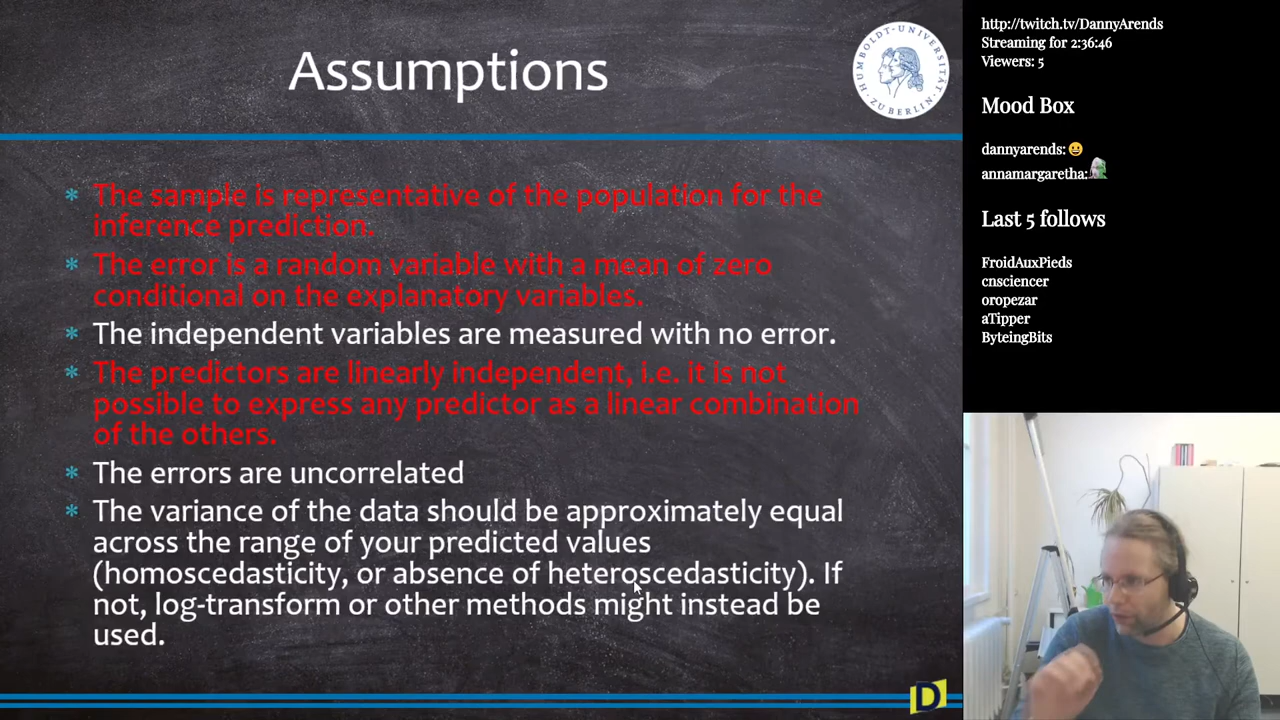 Assumptions
HUMBOLDT-UNIVERSITÄT ZU BERLIN
* The sample is representative of the population for the
inference prediction.
* The error is a random variable with a mean of zero
conditional on the explanatory variables.
* The independent variables are measured with no error.
* The predictors are linearly independent, i.e. it is not
possible to express any predictor as a linear combination
of the others.
* The errors are uncorrelated
* The variance of the data should be approximately equal
across the range of your predicted values
(homoscedasticity, or absence of heteroscedasticity). If
not, log-transform or other methods might instead be
used.
D
http://twitch.tv/DannyArends
Streaming for 2:36:46
Viewers: 5
Mood Box
dannyarends: 😀
annamargaretha:
Last 5 follows
FroidAuxPieds
cnsciencer
oropezar
aTipper
ByteingBits